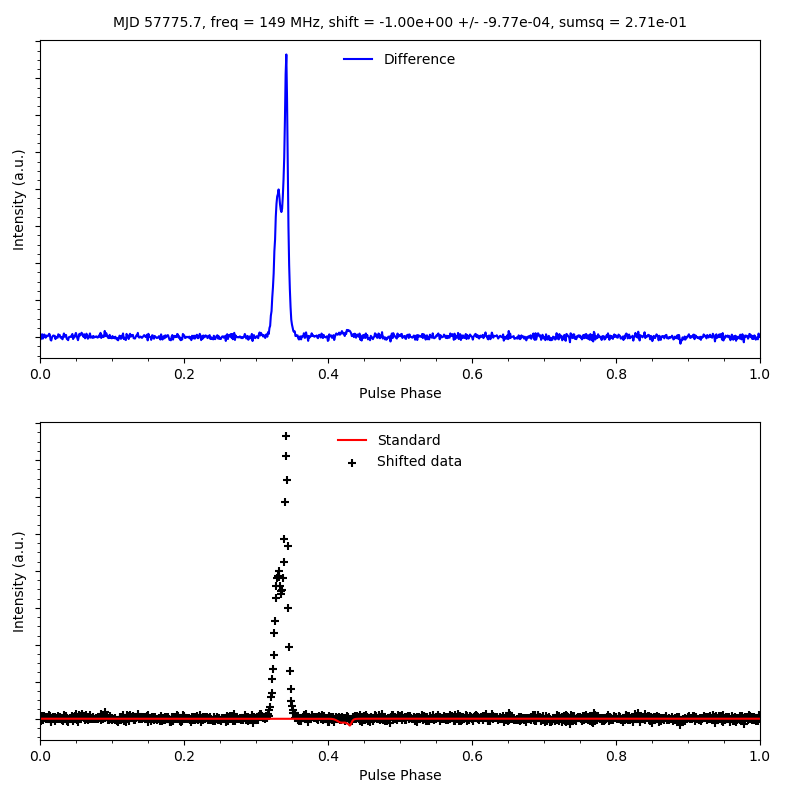 MJD 57775.7, freq = 149 MHz, shift = -1.00e+00 +/- -9.77e-04, sumsq = 2.71e-01
Difference
Intensity (a.u.)
0.0 0.2 0.4 0.6 0.8 1.0
Pulse Phase
Standard
Shifted data
Intensity (a.u.)
0.0 0.2 0.4 0.6 0.8 1.0
Pulse Phase